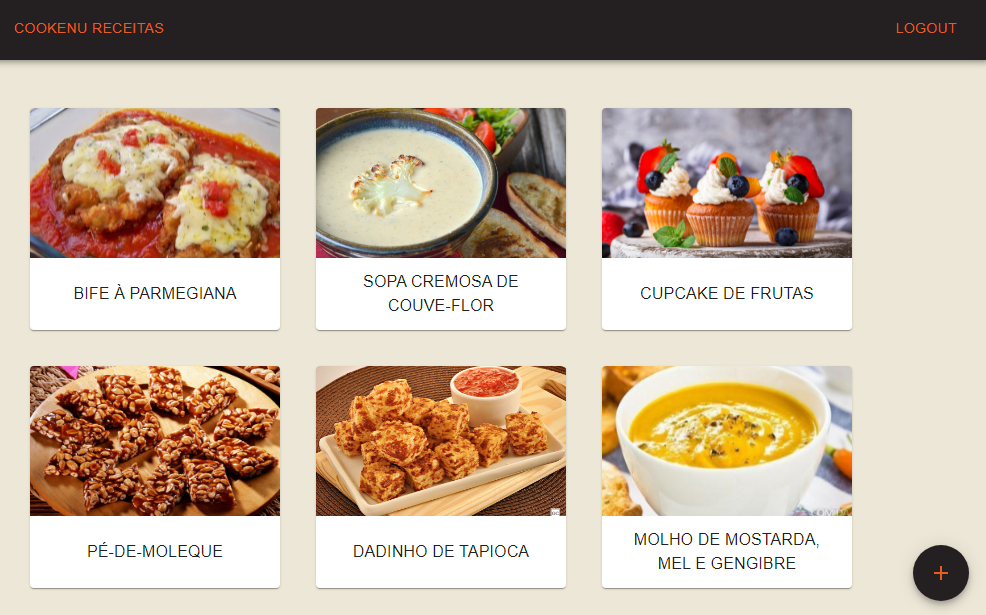 COOKENU RECEITAS
LOGOUT
BIFE À PARMEGIANA
SOPA CREMOSA DE
COUVE-FLOR
CUPCAKE DE FRUTAS
PÉ-DE-MOLEQUE
DADINHO DE TAPIOCA
MOLHO DE MOSTARDA,
MEL E GENGIBRE
+